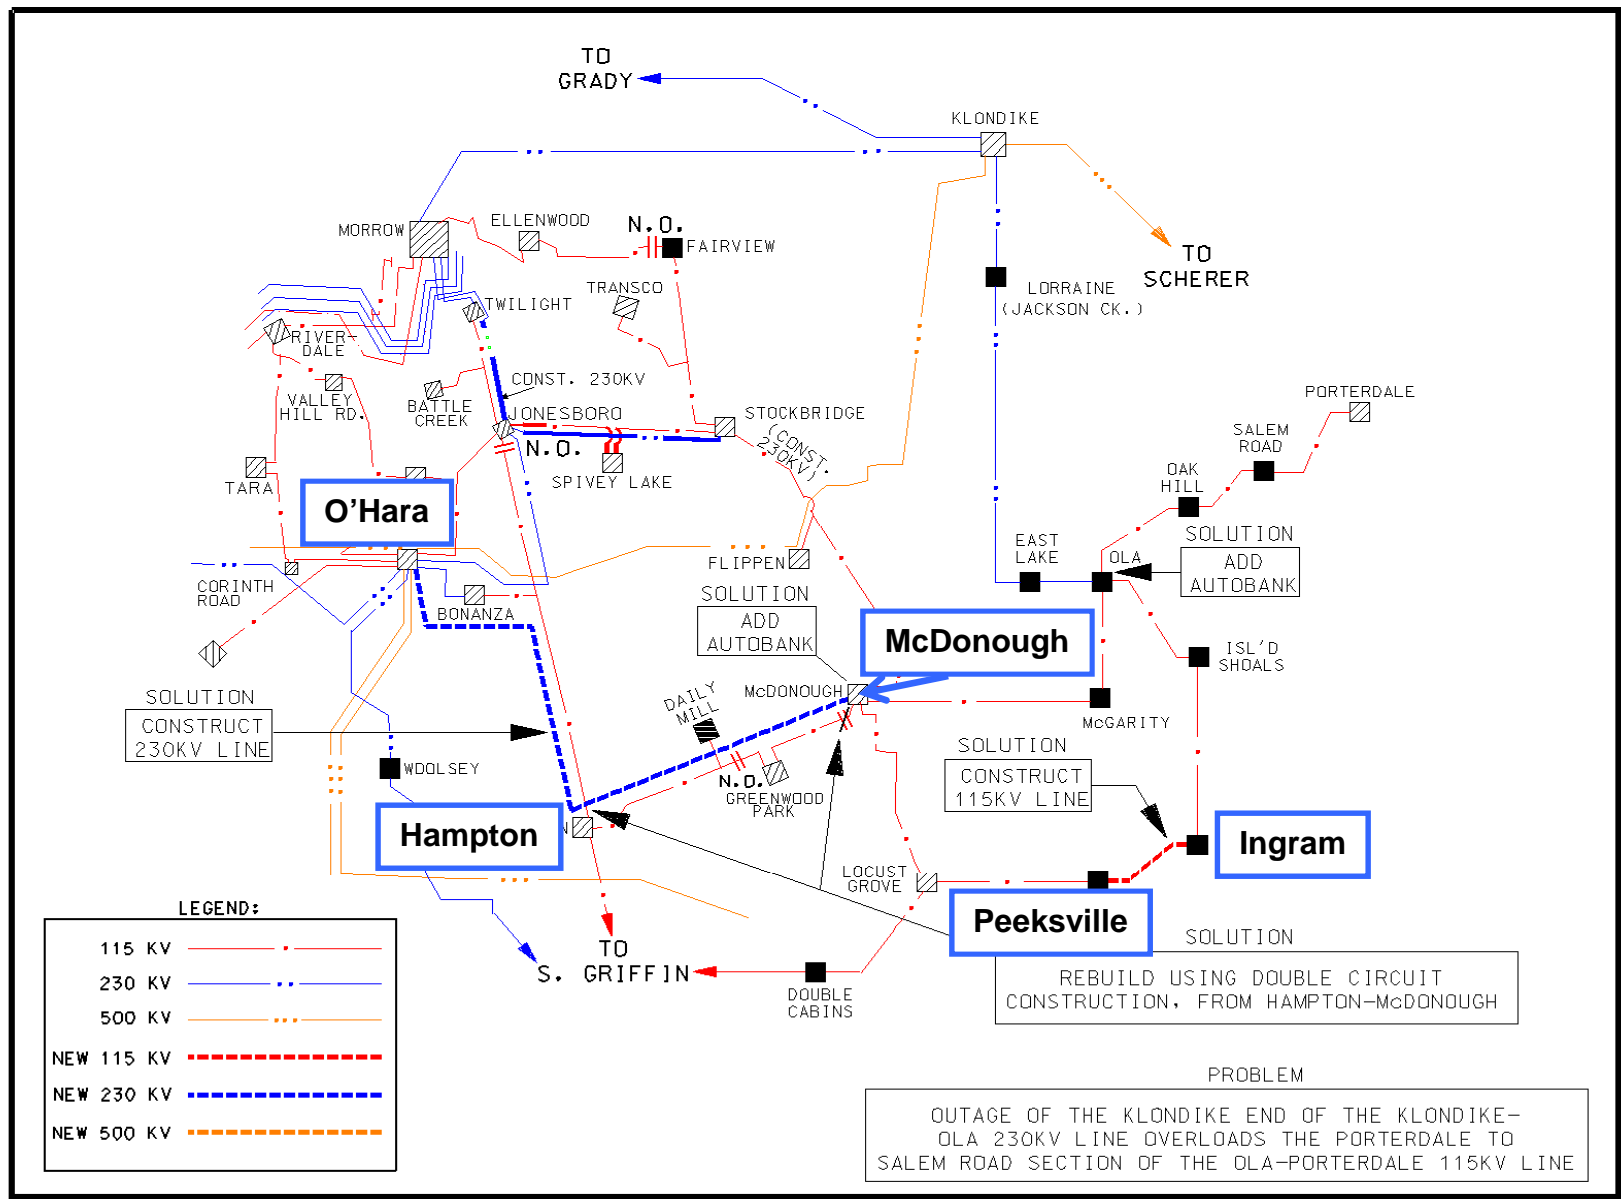 TO
GRADY
KLONDIKE
MORROW
ELLENWOOD
N.O.
FAIRVIEW
TO
SCHERER
TRANSCO
TWILIGHT
LORRAINE
(JACKSON CK.)
RIVER-
DALE
CONST. 230KV
VALLEY
HILL RD.
BATTLE
CREEK
JONESBORO
N.O.
STOCKBRIDGE
(CONST.
230KV)
PORTERDALE
SALEM
ROAD
OAK
HILL
TARA
SPIVEY LAKE
O'Hara
SOLUTION
ADD
AUTOBANK
EAST
LAKE
OLA
FLIPPEN
CORINTH
ROAD
BONANZA
SOLUTION
ADD
AUTOBANK
McDonough
ISL'D
SHOALS
McDONOUGH
DAILY
MILL
McGARITY
SOLUTION
CONSTRUCT
230KV LINE
WOOLSEY
N.O.
GREENWOOD
PARK
SOLUTION
CONSTRUCT
115KV LINE
Hampton
N
Ingram
LOCUST
GROVE
Peeksville
TO
S. GRIFFIN
DOUBLE
CABINS
SOLUTION
REBUILD USING DOUBLE CIRCUIT
CONSTRUCTION, FROM HAMPTON-McDONOUGH
LEGEND:
115 KV
230 KV
500 KV
NEW 115 KV
NEW 230 KV
NEW 500 KV
PROBLEM
OUTAGE OF THE KLONDIKE END OF THE KLONDIKE-
OLA 230KV LINE OVERLOADS THE PORTERDALE TO
SALEM ROAD SECTION OF THE OLA-PORTERDALE 115KV LINE